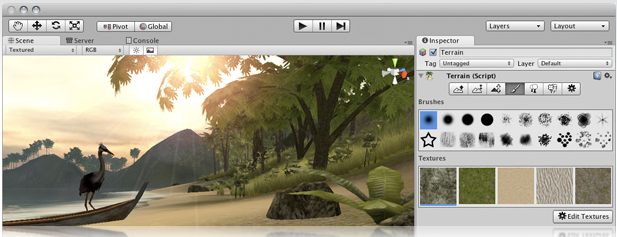 Pivot Global Layers Layout
Scene Server Console Inspector
Textured RGB
Terrain
Tag Untagged Layer Default
Terrain (Script)
Brushes
Textures
Edit Textures